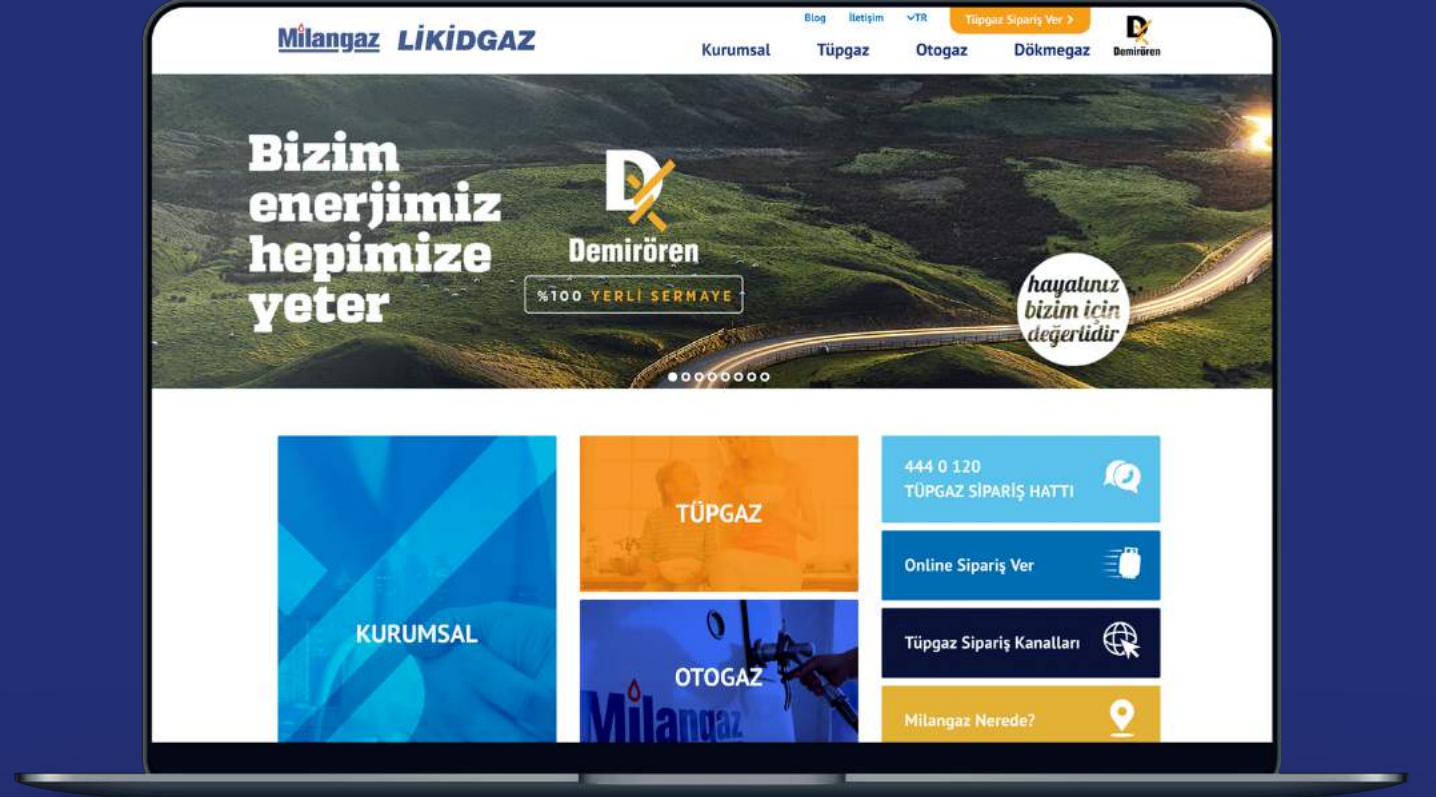 Milangaz LİKİDGAZ
Blog İletişim TR Tüpgaz Sipariş Ver
Kurumsal Tüpgaz Otogaz Dökmegaz
Demirören
Bizim
enerjimiz
hepimize
yeter
Demirören
%100 YERLİ SERMAYE
hayatınız
bizim için
değerlidir
KURUMSAL
TÜPGAZ
OTOGAZ
Milangaz
444 0 120
TÜPGAZ SİPARİŞ HATTI
Online Sipariş Ver
Tüpgaz Sipariş Kanalları
Milangaz Nerede?